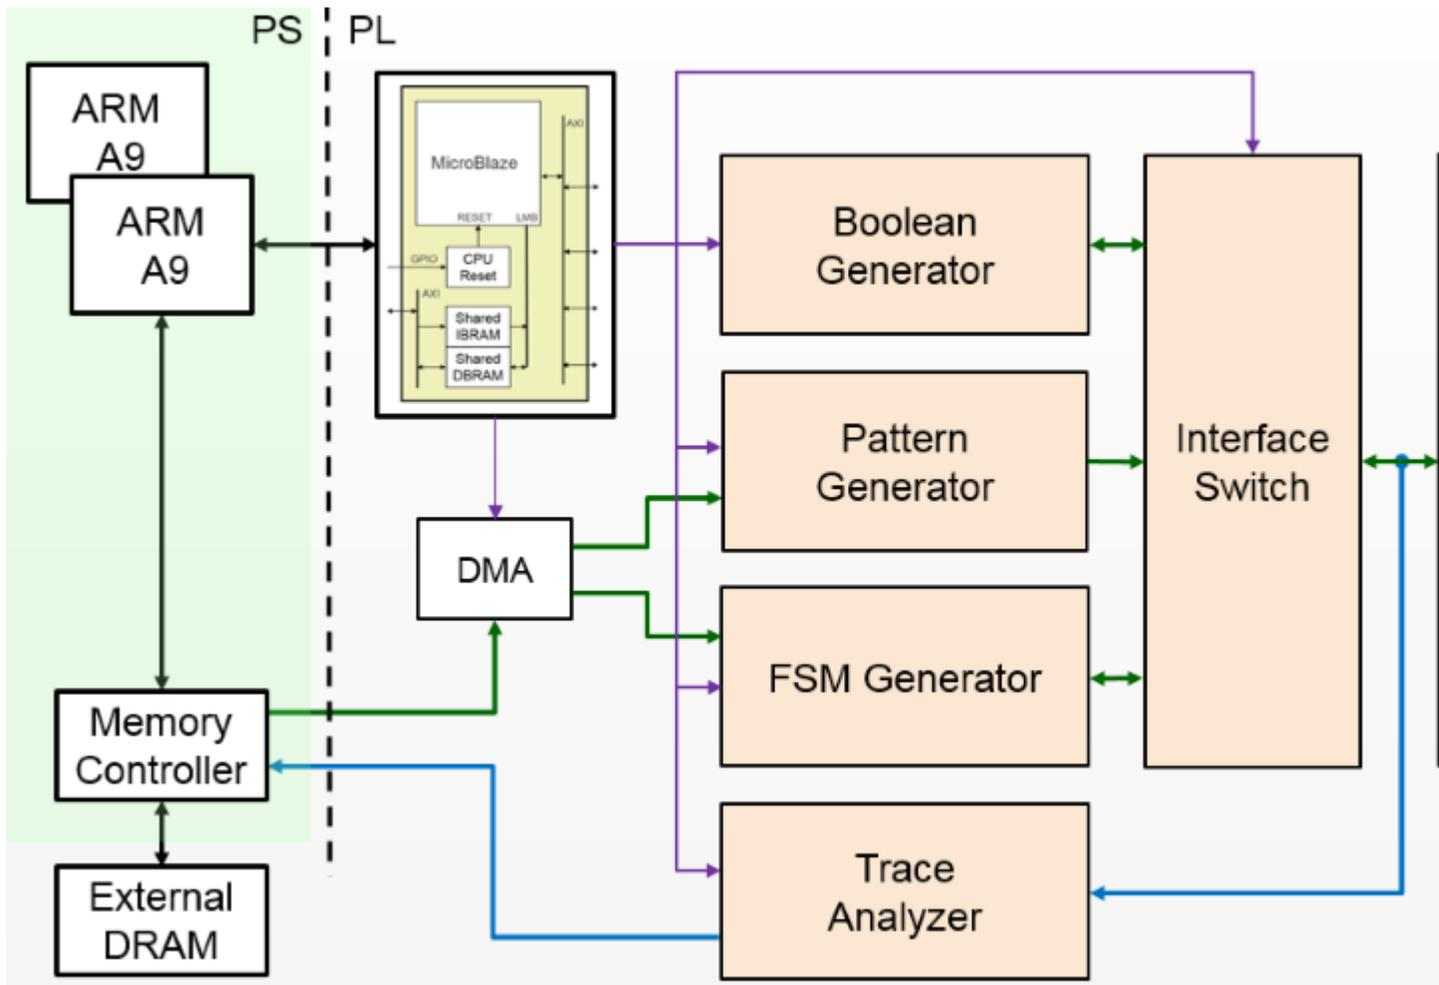 PS
PL
ARM
A9
ARM
A9
MicroBlaze
AXI
RESET
LMB
GPIO
CPU
Reset
AXI
Shared
IBRAM
Shared
DBRAM
Boolean
Generator
Pattern
Generator
Interface
Switch
DMA
FSM Generator
Memory
Controller
Trace
Analyzer
External
DRAM